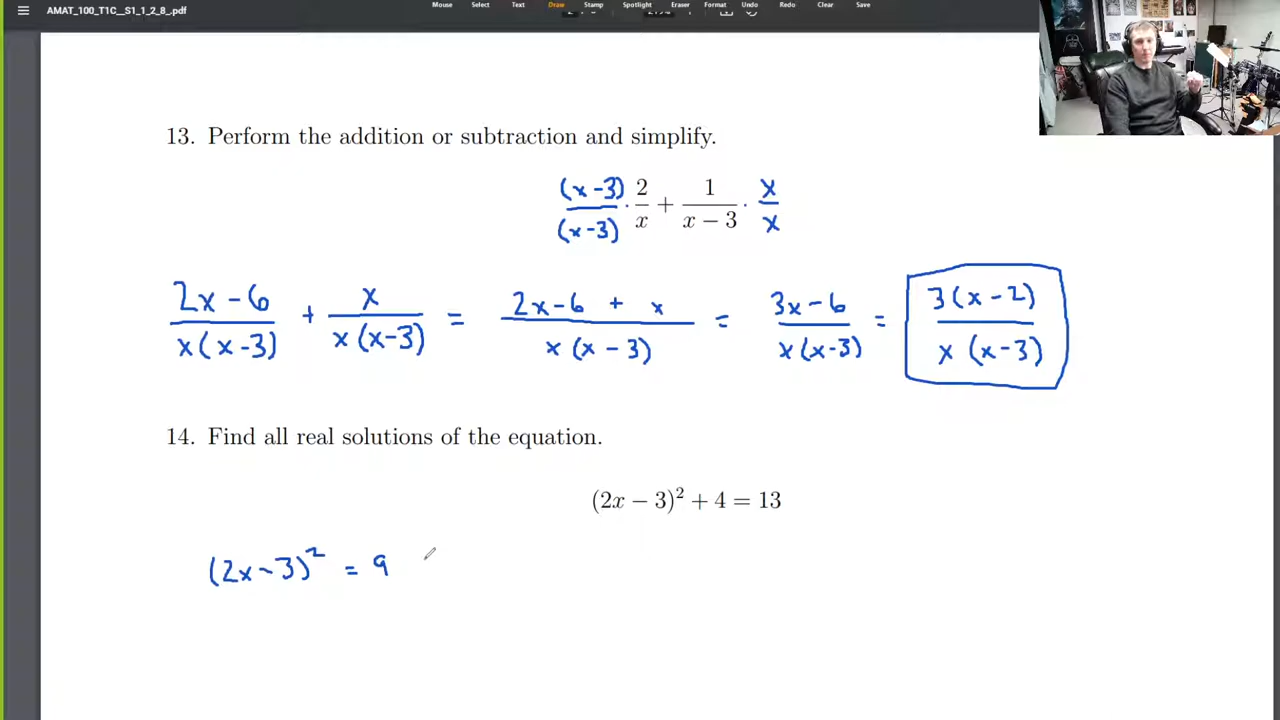 AMAT_100_T1C__S1_1_2_8_.pdf
Mouse Select Text Draw Stamp Spotlight Eraser Format Undo Redo Clear Save
13. Perform the addition or subtraction and simplify.
(x-3)/(x-3) · 2/x + 1/(x − 3) · x/x
(2x-6)/(x(x-3)) + x/(x(x-3)) = (2x-6 + x)/(x(x-3)) = (3x-6)/(x(x-3)) = 3(x-2)/(x(x-3))
14. Find all real solutions of the equation.
(2x − 3)² + 4 = 13
(2x-3)² = 9